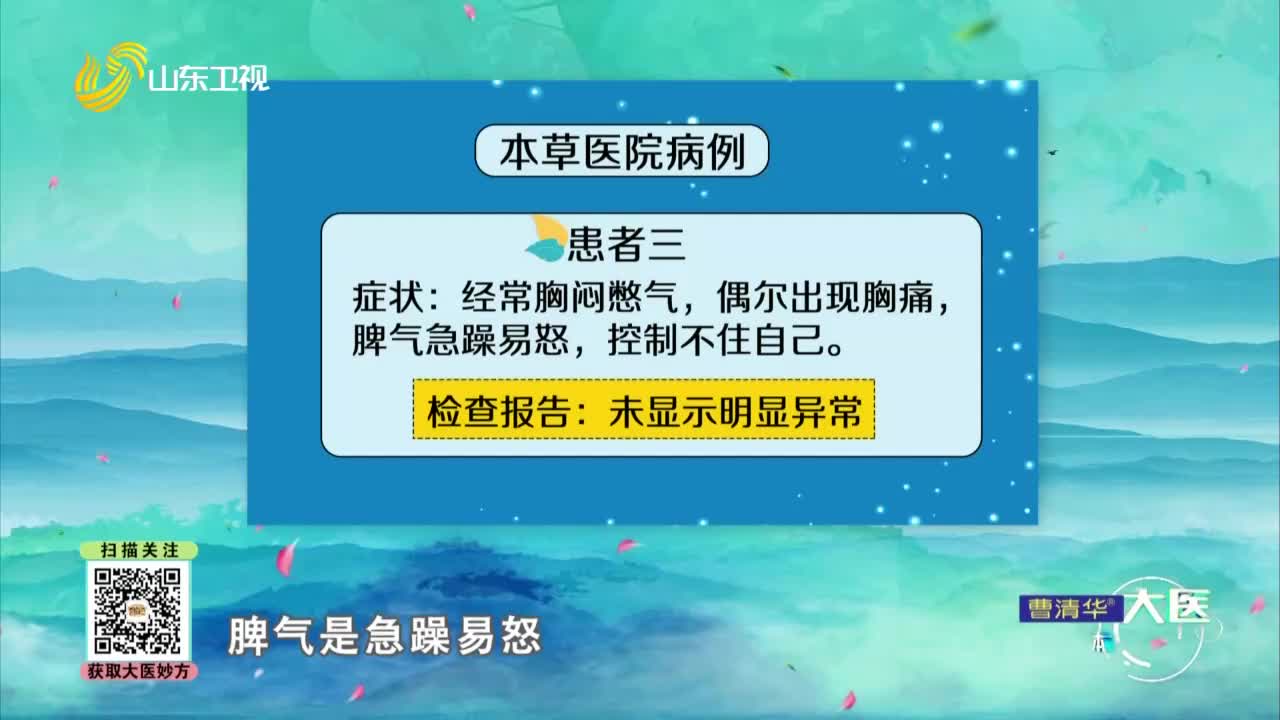 山东卫视
本草医院病例
患者三
症状：经常胸闷憋气，偶尔出现胸痛，
脾气急躁易怒，控制不住自己。
检查报告：未显示明显异常
扫描关注
获取大医妙方
脾气是急躁易怒
曹清华®
大医
本